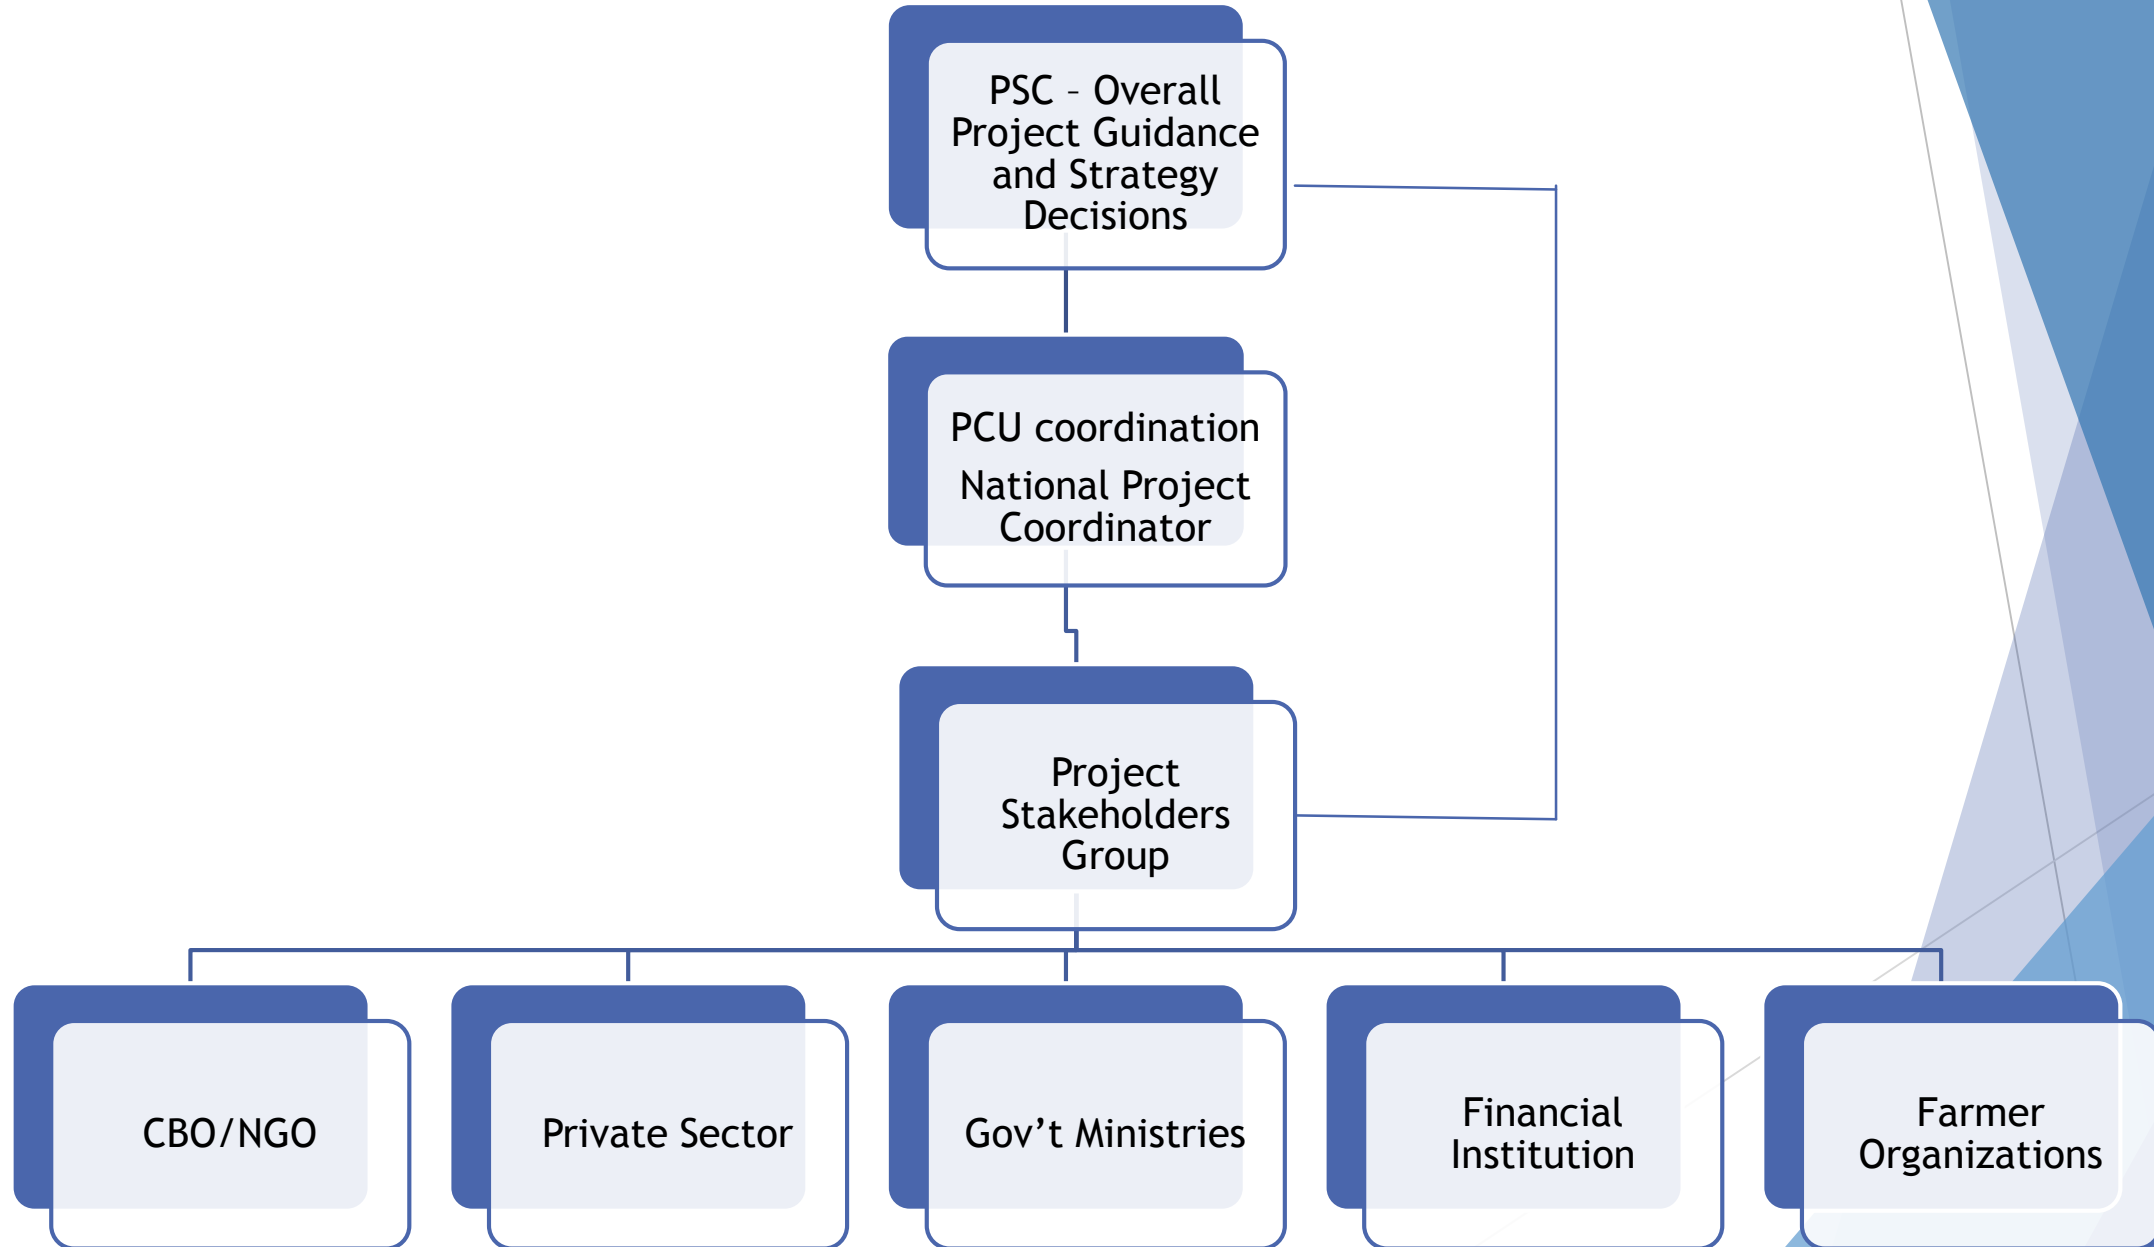 PSC – Overall
Project Guidance
and Strategy
Decisions
PCU coordination
National Project
Coordinator
Project
Stakeholders
Group
CBO/NGO
Private Sector
Gov’t Ministries
Financial
Institution
Farmer
Organizations